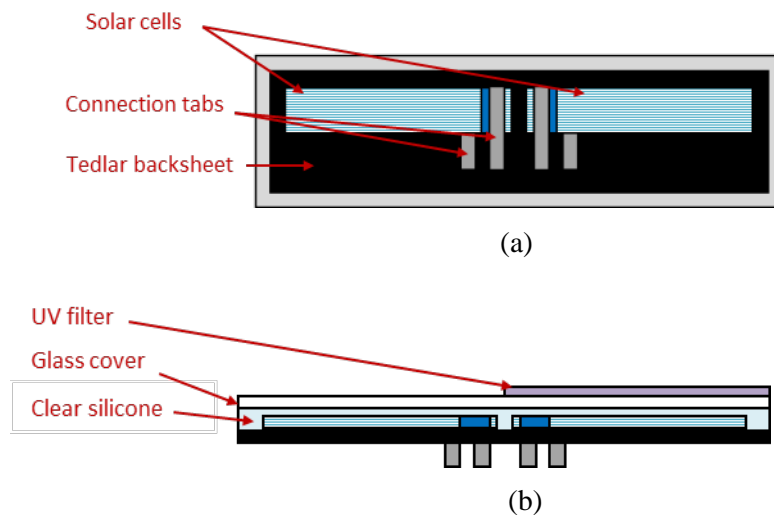 Solar cells
Connection tabs
Tedlar backsheet
(a)
UV filter
Glass cover
Clear silicone
(b)